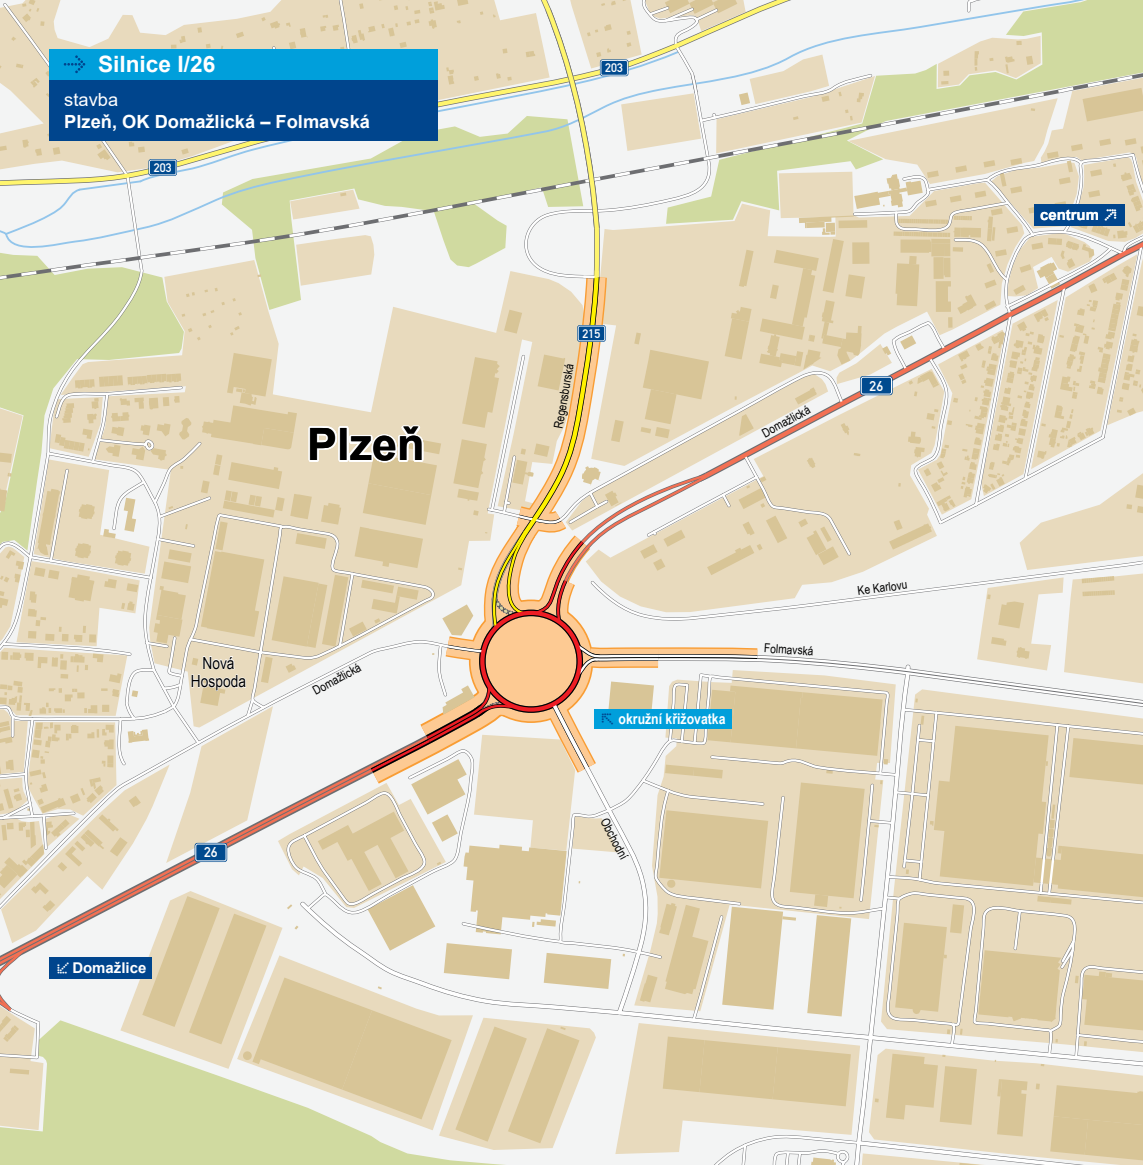 Silnice I/26
stavba
Plzeň, OK Domažlická – Folmavská
203
203
centrum
215
26
Regensburská
Domažlická
Plzeň
Ke Karlovu
Folmavská
Nová
Hospoda
Domažlická
okružní křižovatka
Obchodní
26
Domažlice